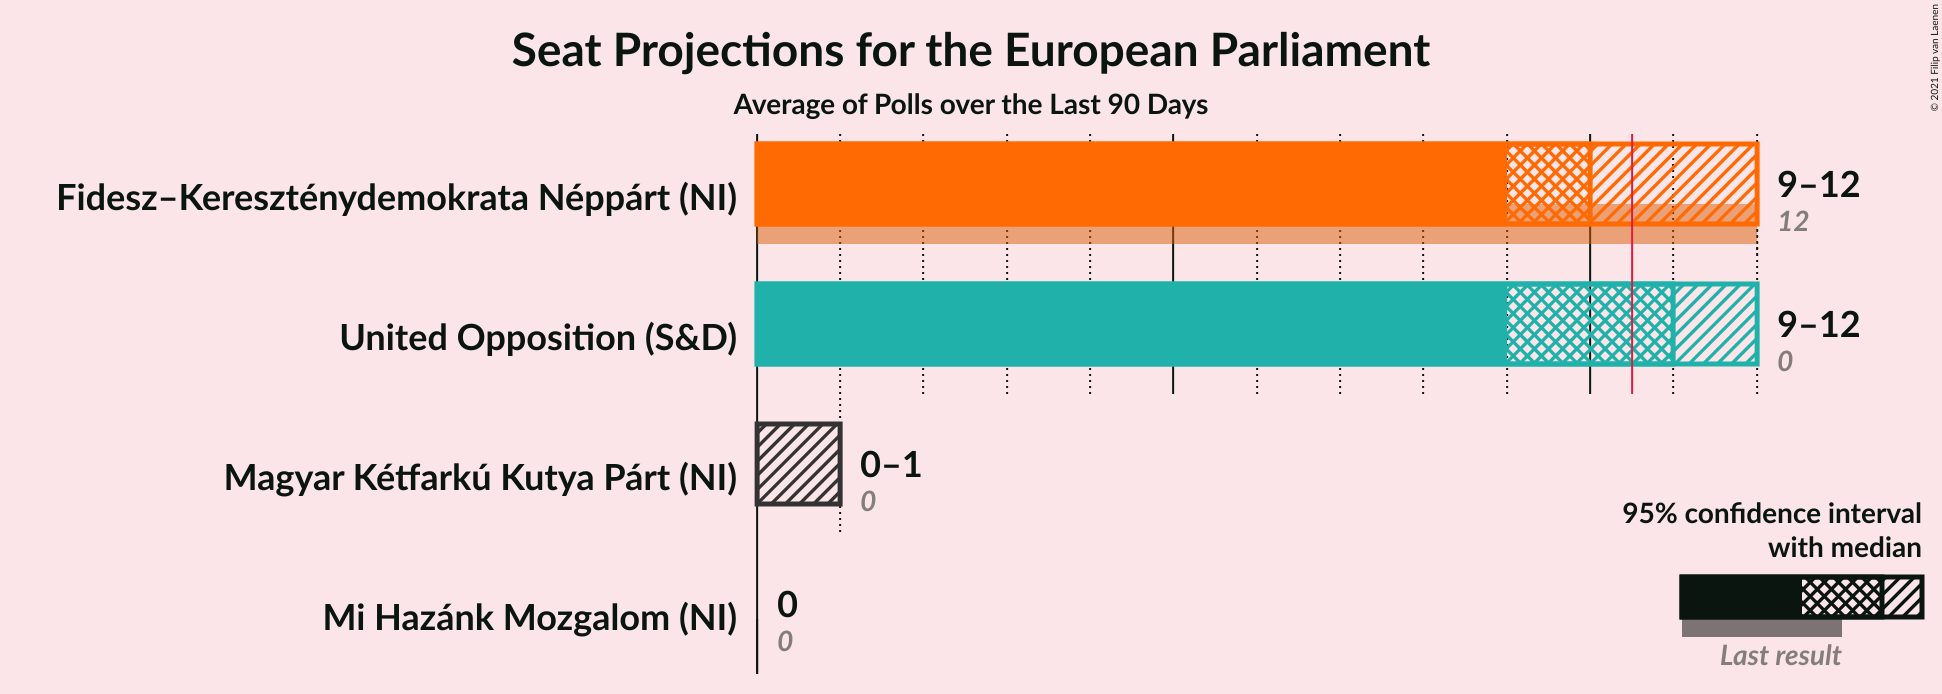 Seat Projections for the European Parliament
Average of Polls over the Last 90 Days
© 2021 Filip van Laenen
Fidesz–Kereszténydemokrata Néppárt (NI)
9–12
12
United Opposition (S&D)
9–12
0
Magyar Kétfarkú Kutya Párt (NI)
0–1
0
Mi Hazánk Mozgalom (NI)
0
0
95% confidence interval
with median
Last result